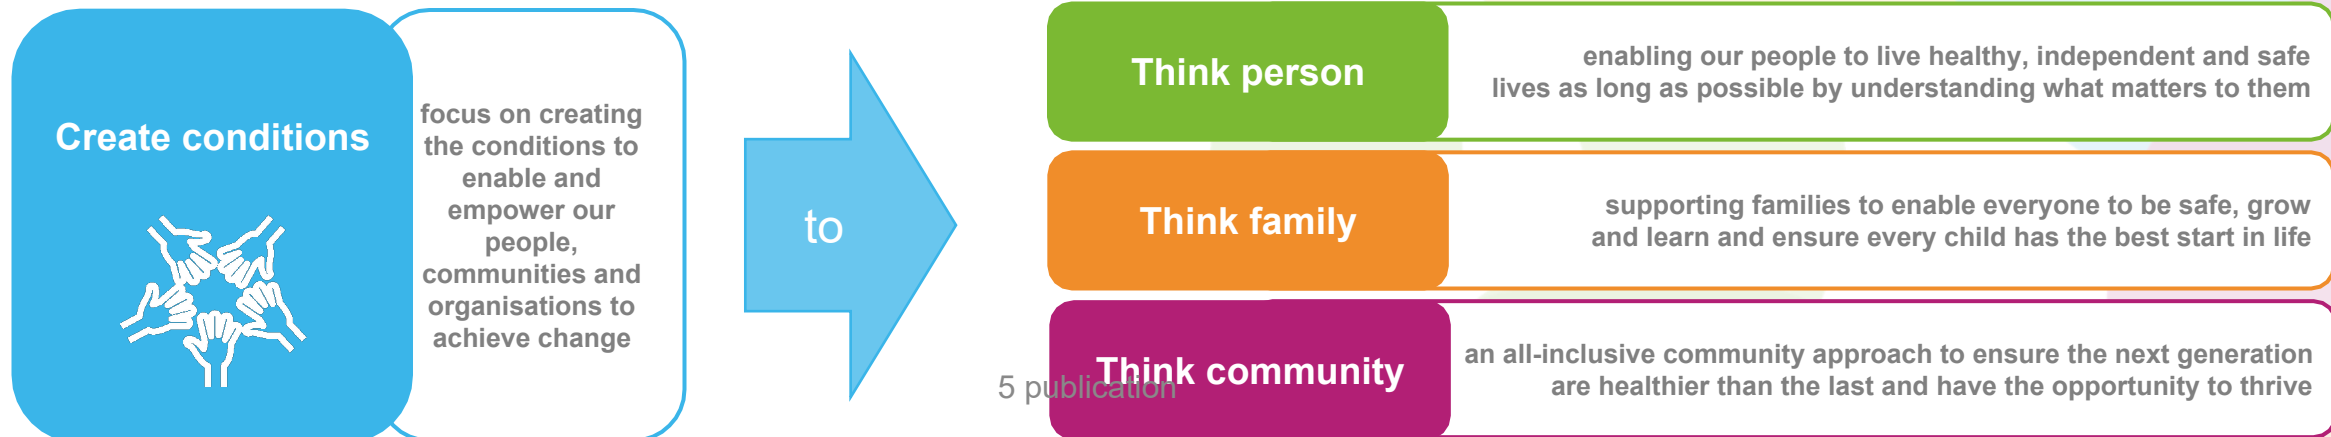 Create conditions
focus on creating
the conditions to
enable and
empower our
people,
communities and
organisations to
achieve change
to
Think person
enabling our people to live healthy, independent and safe
lives as long as possible by understanding what matters to them
Think family
supporting families to enable everyone to be safe, grow
and learn and ensure every child has the best start in life
Think community
an all-inclusive community approach to ensure the next generation
are healthier than the last and have the opportunity to thrive
5 publication